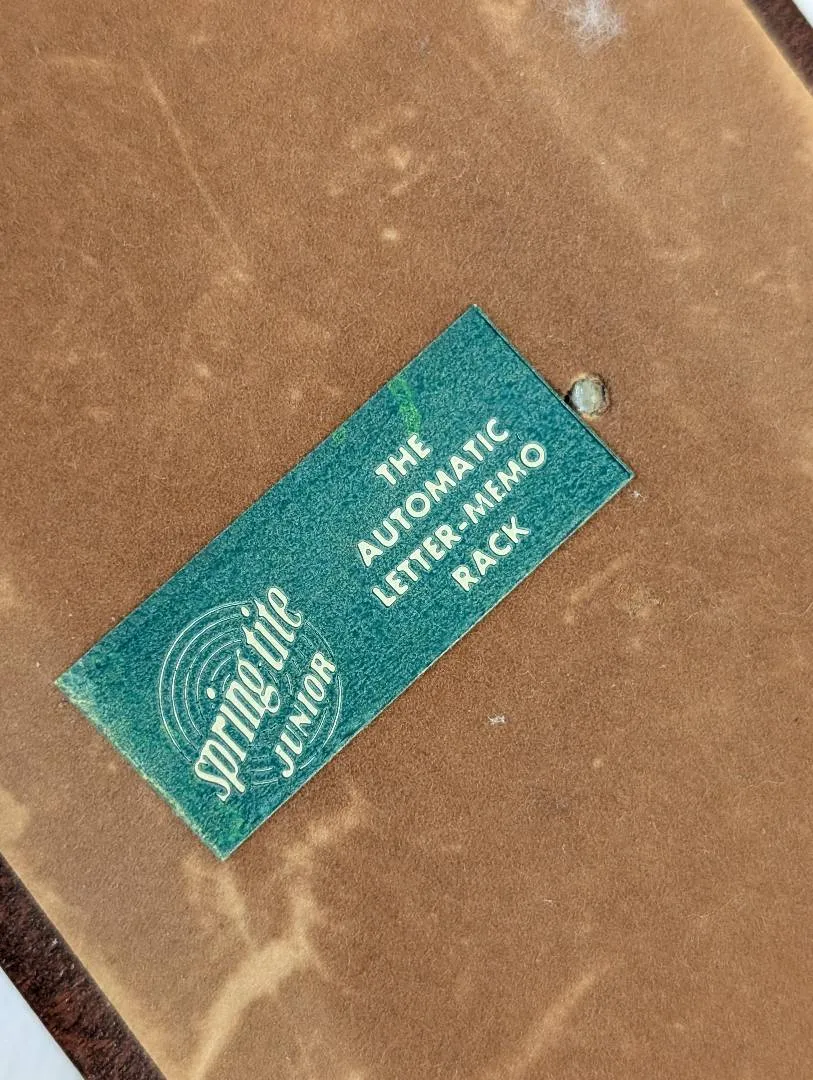 spring tite
JUNIOR
THE
AUTOMATIC
LETTER-MEMO
RACK